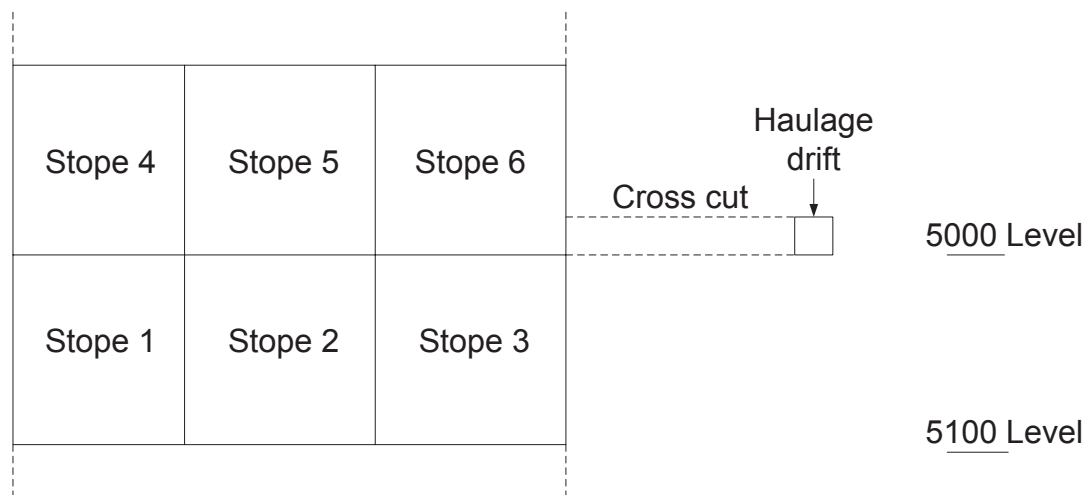 Haulage
drift
Stope 4
Stope 5
Stope 6
Cross cut
5000 Level
Stope 1
Stope 2
Stope 3
5100 Level